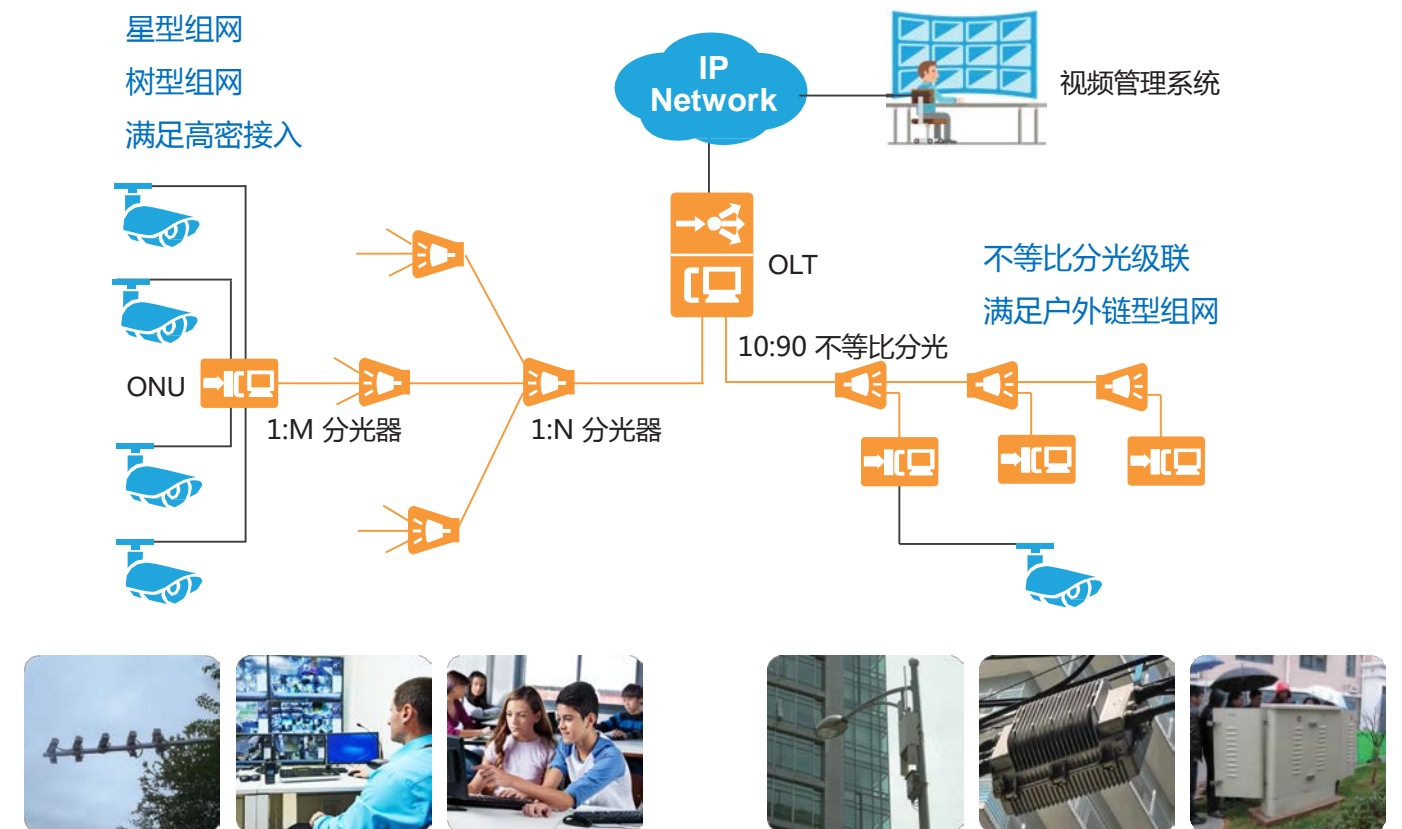 星型组网
树型组网
满足高密接入
IP
Network
视频管理系统
OLT
不等比分光级联
满足户外链型组网
10:90 不等比分光
ONU
1:M 分光器
1:N 分光器